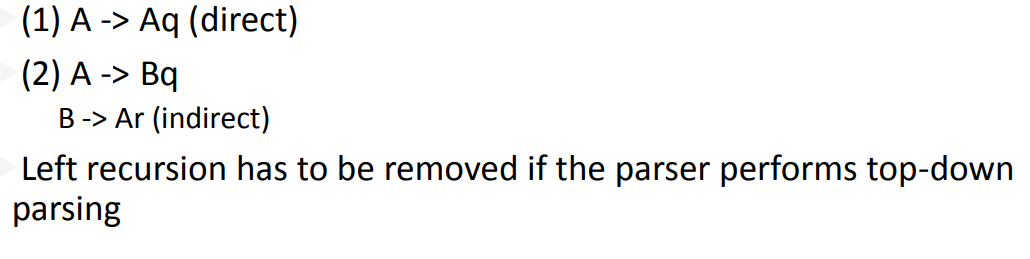 (1) A -> Aq (direct)
(2) A -> Bq
B -> Ar (indirect)
Left recursion has to be removed if the parser performs top-down
parsing